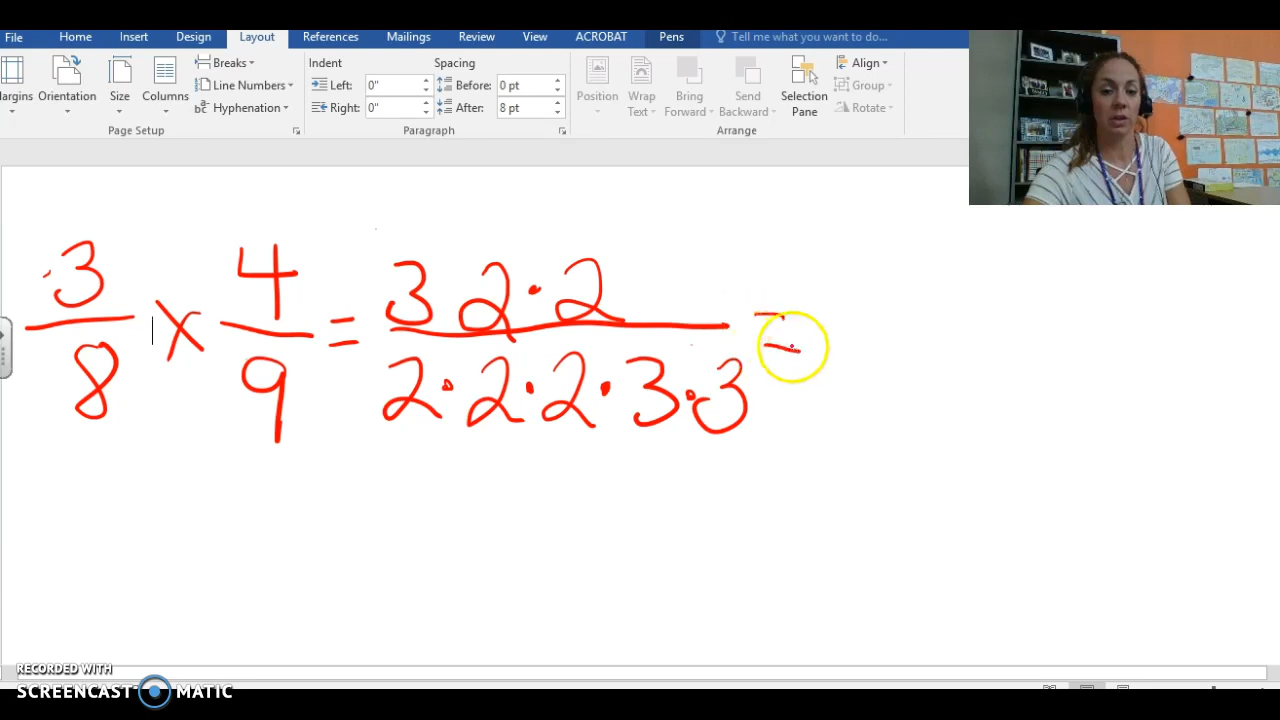 File Home Insert Design Layout References Mailings Review View ACROBAT Pens Tell me what you want to do...
Breaks Indent Spacing Align
Line Numbers Left: 0" Before: 0 pt Group
Hyphenation Right: 0" After: 8 pt Rotate
argins Orientation Size Columns Position Wrap Text Bring Forward Send Backward Selection Pane
Page Setup Paragraph Arrange
3/8 x 4/9 = 3 2·2 / 2·2·2·3·3 =
RECORDED WITH
SCREENCAST MATIC